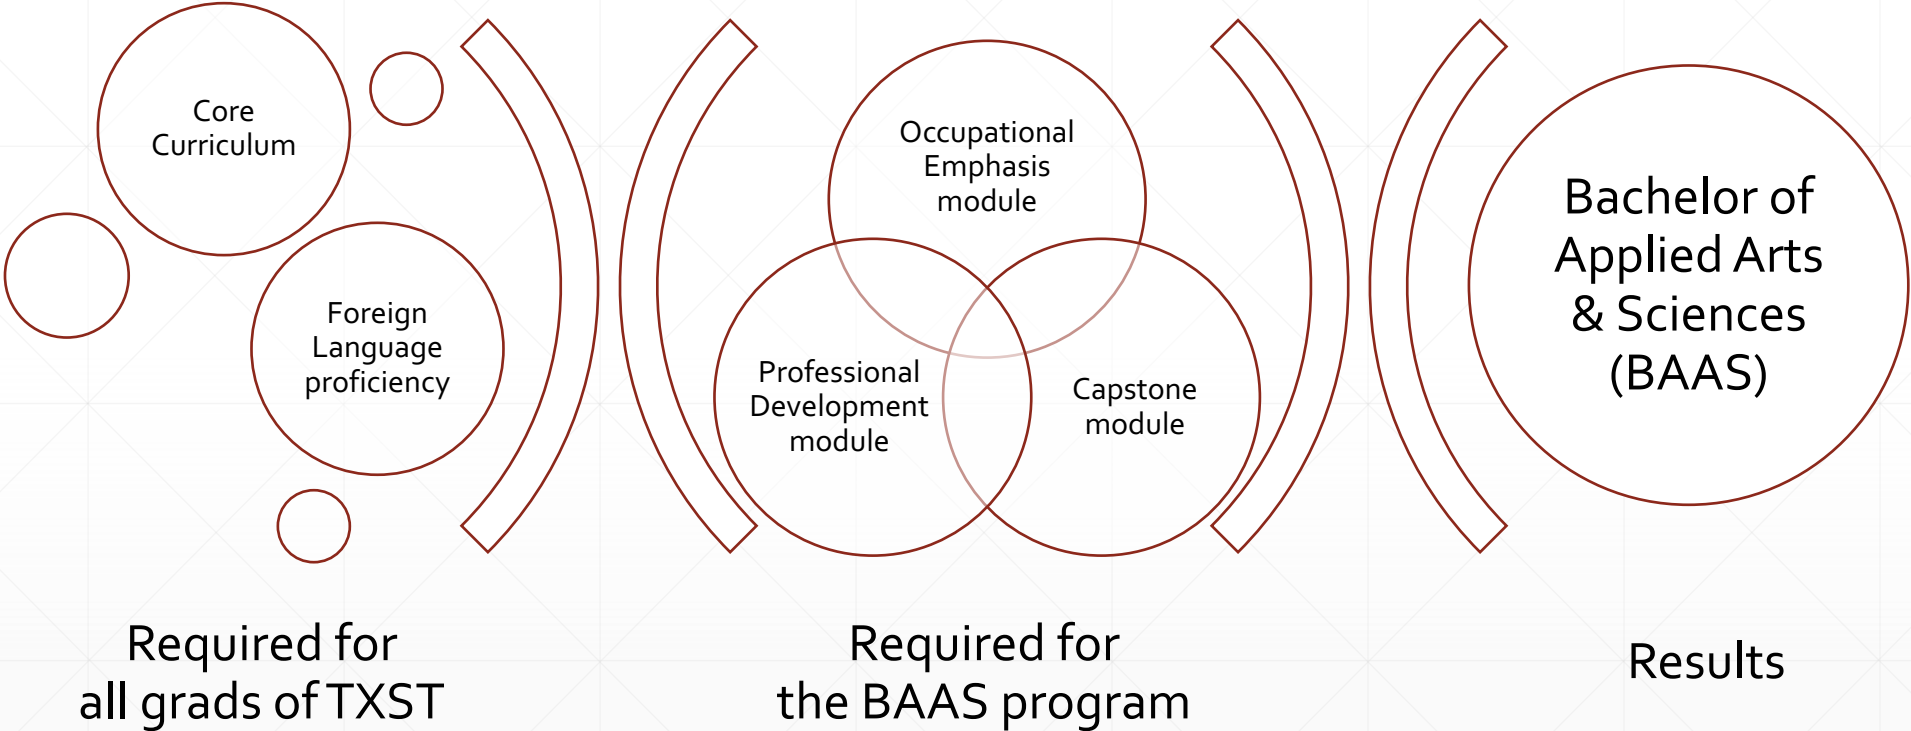 Core
Curriculum
Foreign
Language
proficiency
Required for
all grads of TXST
Occupational
Emphasis
module
Professional
Development
module
Capstone
module
Required for
the BAAS program
Bachelor of
Applied Arts
& Sciences
(BAAS)
Results